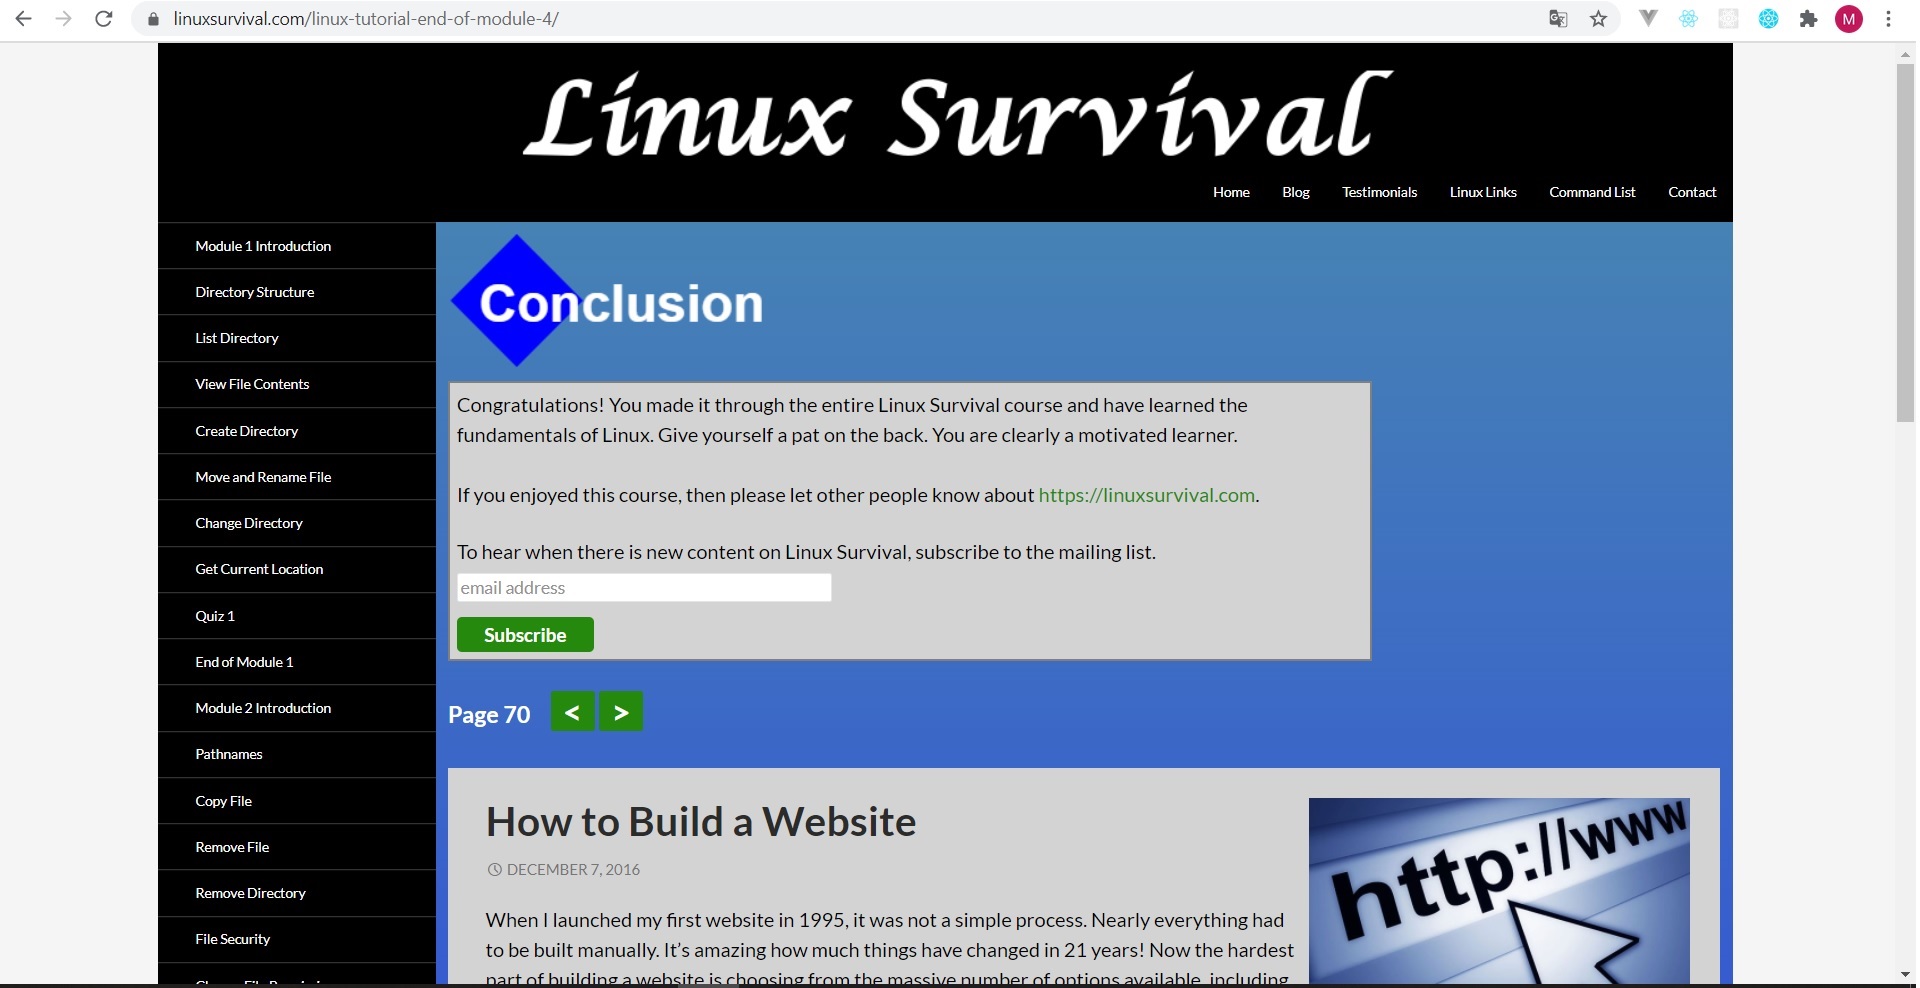 linuxsurvival.com/linux-tutorial-end-of-module-4/
M
Linux Survival
Home Blog Testimonials Linux Links Command List Contact
Module 1 Introduction
Directory Structure
List Directory
View File Contents
Create Directory
Move and Rename File
Change Directory
Get Current Location
Quiz 1
End of Module 1
Module 2 Introduction
Pathnames
Copy File
Remove File
Remove Directory
File Security
Conclusion
Congratulations! You made it through the entire Linux Survival course and have learned the
fundamentals of Linux. Give yourself a pat on the back. You are clearly a motivated learner.
If you enjoyed this course, then please let other people know about https://linuxsurvival.com.
To hear when there is new content on Linux Survival, subscribe to the mailing list.
email address
Subscribe
Page 70 < >
How to Build a Website
DECEMBER 7, 2016
When I launched my first website in 1995, it was not a simple process. Nearly everything had
to be built manually. It’s amazing how much things have changed in 21 years! Now the hardest
part of building a website is choosing from the massive number of options available, including
http://www